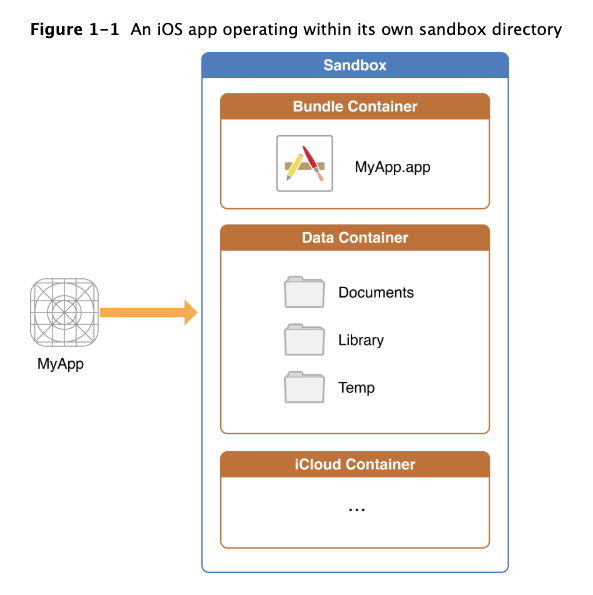 Figure 1-1 An iOS app operating within its own sandbox directory
Sandbox
Bundle Container
MyApp.app
Data Container
Documents
Library
Temp
MyApp
iCloud Container
...